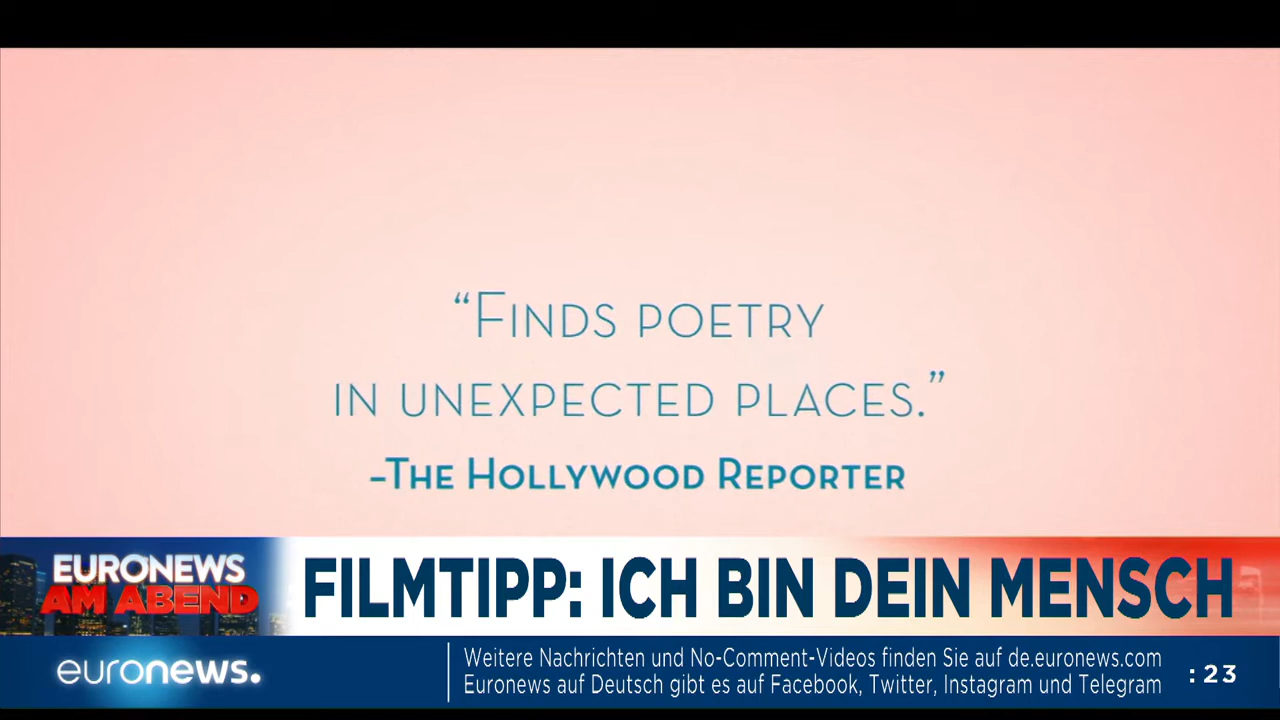 “FINDS POETRY
IN UNEXPECTED PLACES.”
–THE HOLLYWOOD REPORTER
EURONEWS
AM ABEND
FILMTIPP: ICH BIN DEIN MENSCH
euronews.
Weitere Nachrichten und No-Comment-Videos finden Sie auf de.euronews.com
Euronews auf Deutsch gibt es auf Facebook, Twitter, Instagram und Telegram
:23